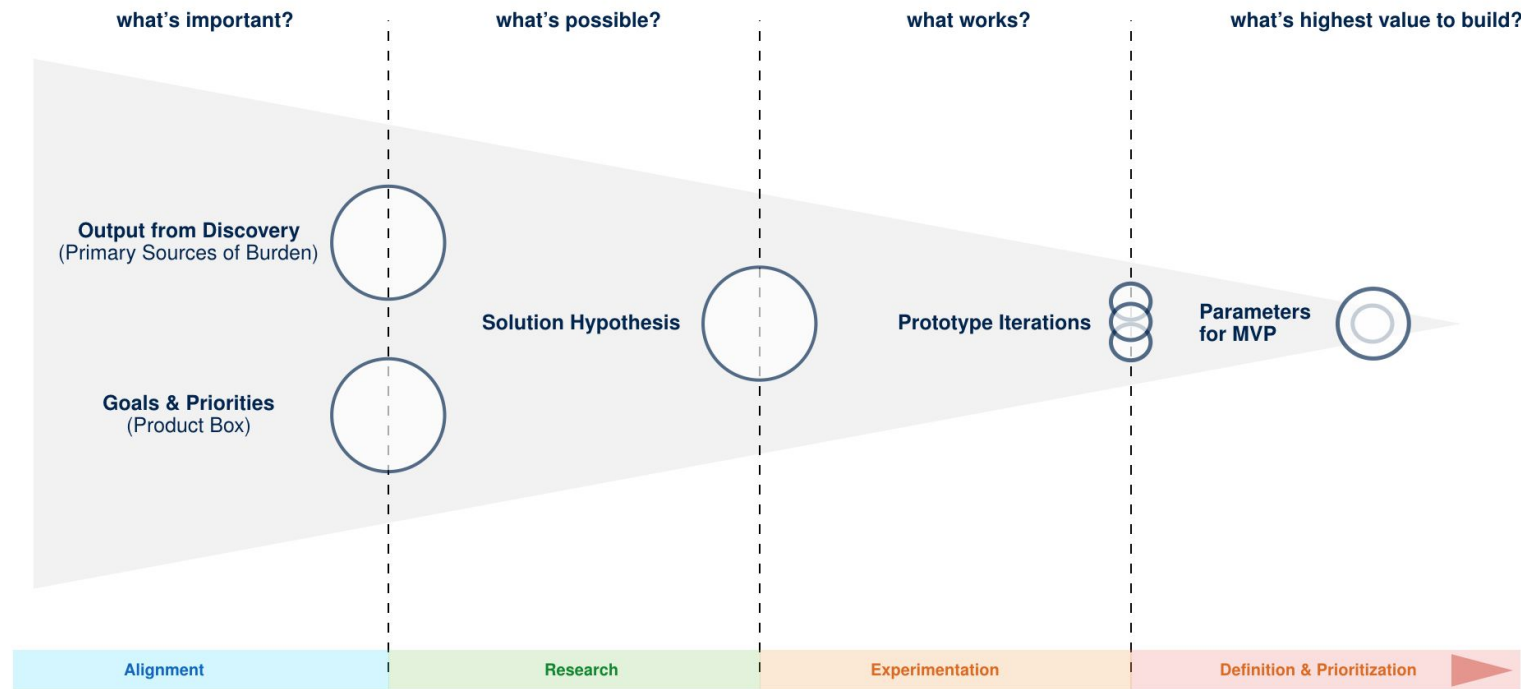 what’s important?
what’s possible?
what works?
what’s highest value to build?
Output from Discovery
(Primary Sources of Burden)
Goals & Priorities
(Product Box)
Solution Hypothesis
Prototype Iterations
Parameters
for MVP
Alignment
Research
Experimentation
Definition & Prioritization